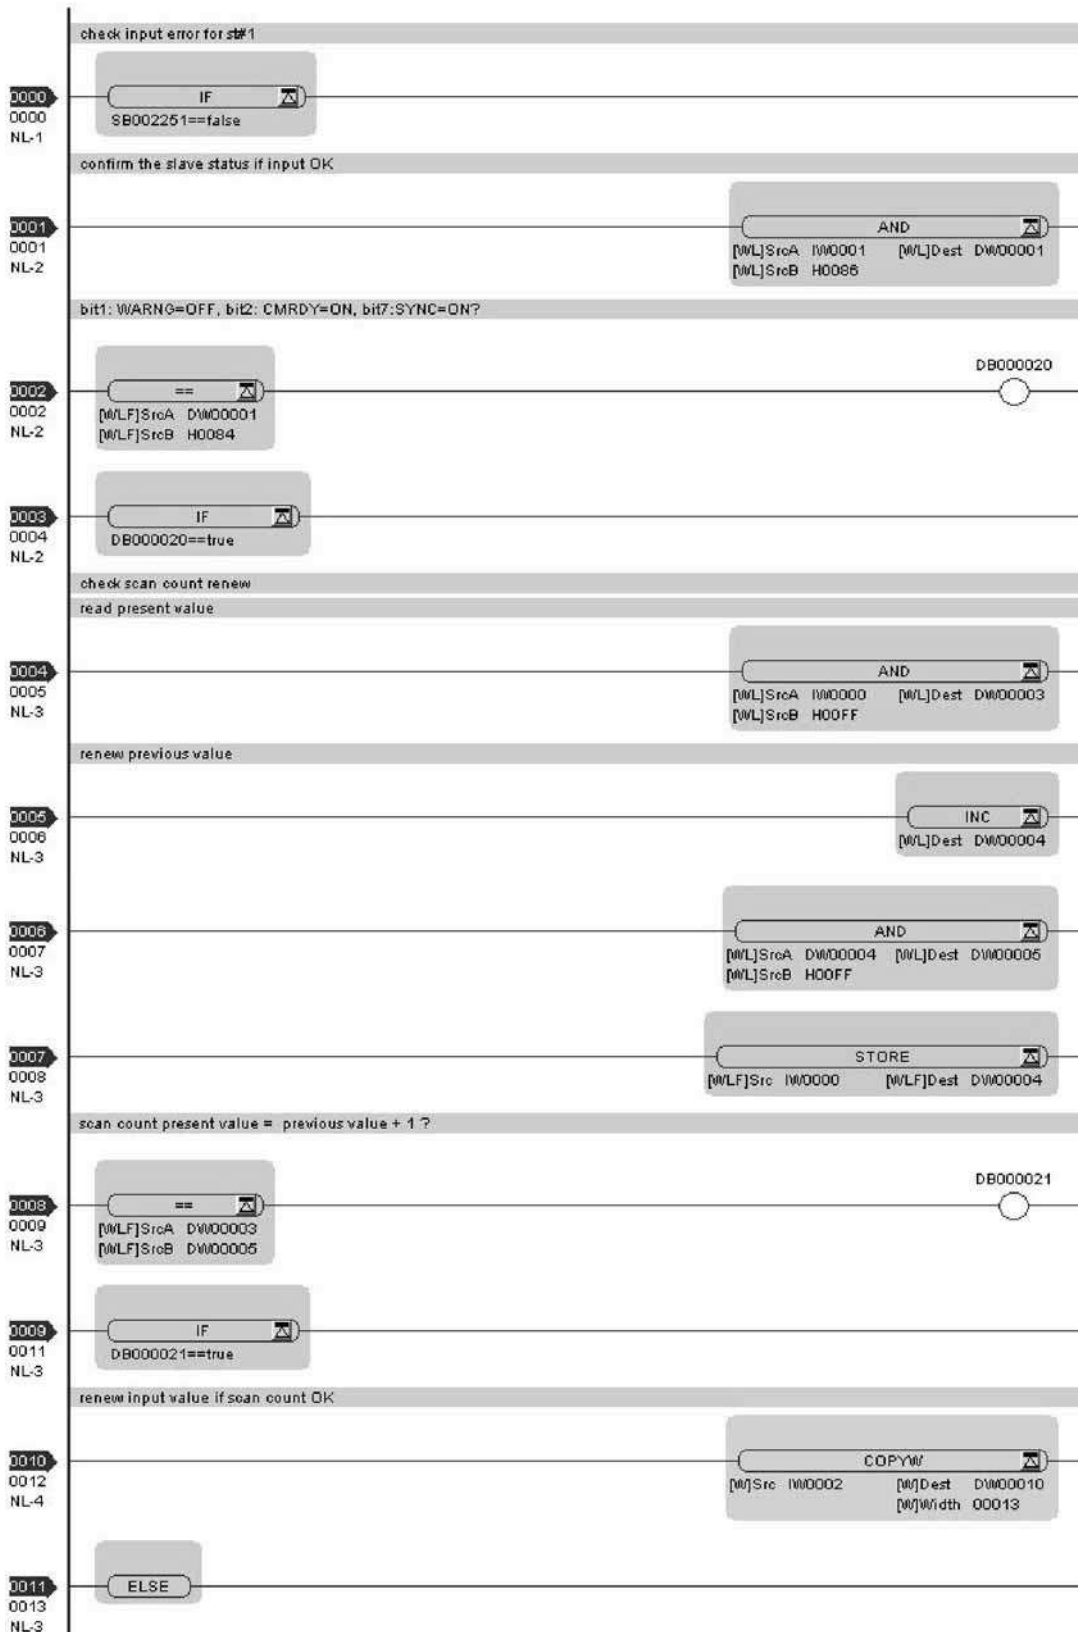 check input error for st#1
0000 IF
0000 SB002251==false
NL-1
confirm the slave status if input OK
0001 AND
0001 [WL]SrcA IW0001 [WL]Dest DW00001
NL-2 [WL]SrcB H0086
bit1: WARNG=OFF, bit2: CMRDY=ON, bit7:SYNC=ON?
DB000020
0002 ==
0002 [WLF]SrcA DW00001
NL-2 [WLF]SrcB H0084
0003 IF
0004 DB000020==true
NL-2
check scan count renew
read present value
0004 AND
0005 [WL]SrcA IW0000 [WL]Dest DW00003
NL-3 [WL]SrcB H00FF
renew previous value
0005 INC
0006 [WL]Dest DW00004
NL-3
0006 AND
0007 [WL]SrcA DW00004 [WL]Dest DW00005
NL-3 [WL]SrcB H00FF
0007 STORE
0008 [WLF]Src IW0000 [WLF]Dest DW00004
NL-3
scan count present value = previous value + 1 ?
DB000021
0008 ==
0009 [WLF]SrcA DW00003
NL-3 [WLF]SrcB DW00005
0009 IF
0011 DB000021==true
NL-3
renew input value if scan count OK
0010 COPYW
0012 [W]Src IW0002 [W]Dest DW00010
NL-4 [W]Width 00013
0011 ELSE
0013
NL-3